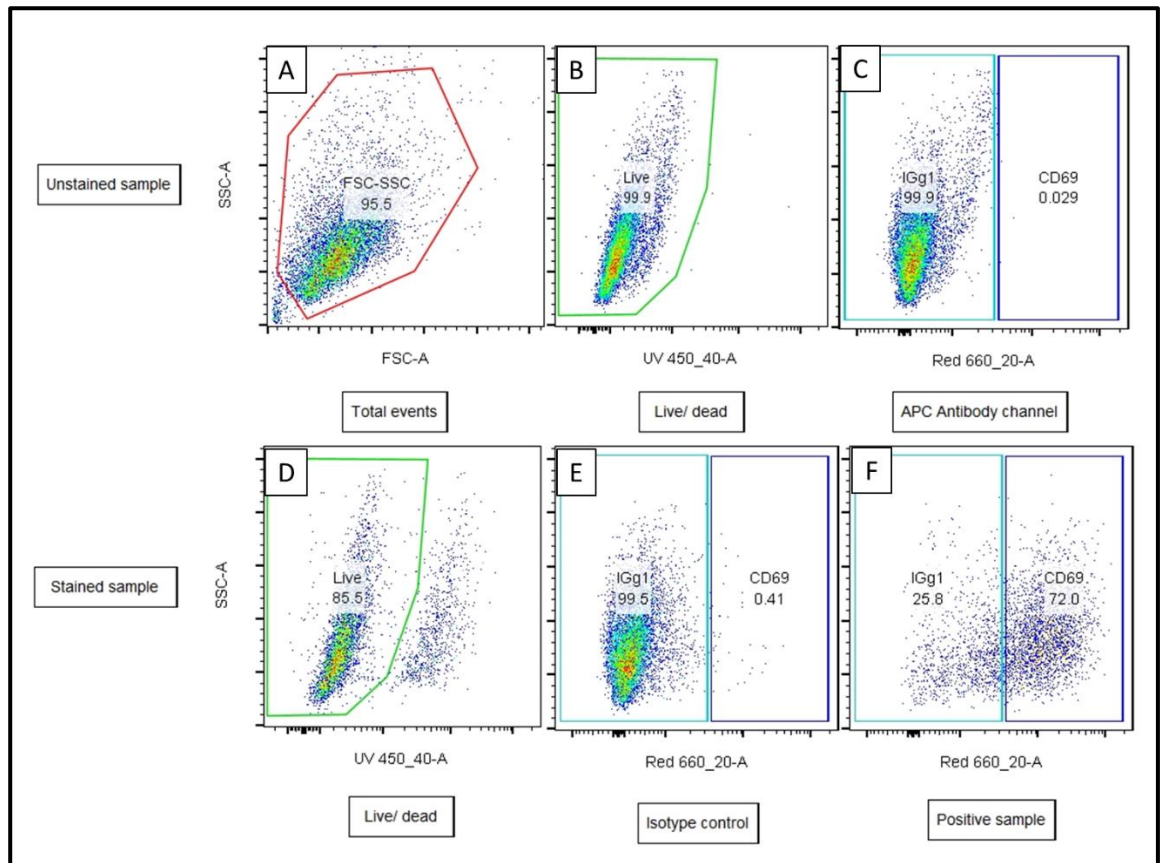 A
B
C
Unstained sample
SSC-A
FSC-SSC
95.5
Live
99.9
IGg1
99.9
CD69
0.029
FSC-A
UV 450_40-A
Red 660_20-A
Total events
Live/ dead
APC Antibody channel
D
E
F
Stained sample
SSC-A
Live
85.5
IGg1
99.5
CD69
0.41
IGg1
25.8
CD69
72.0
UV 450_40-A
Red 660_20-A
Red 660_20-A
Live/ dead
Isotype control
Positive sample